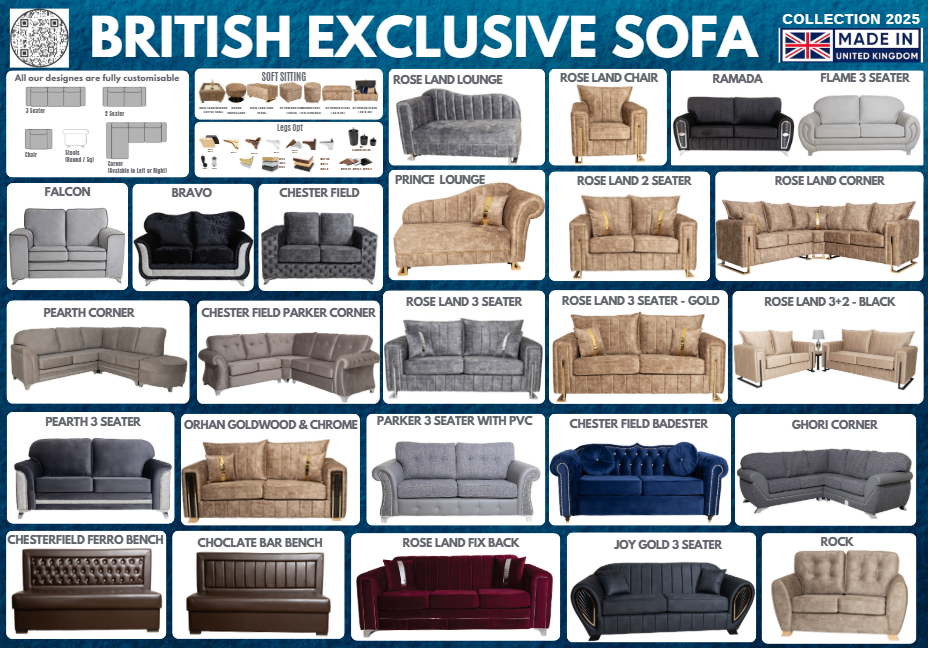 BRITISH EXCLUSIVE SOFA
COLLECTION 2025
MADE IN
UNITED KINGDOM
All our designes are fully customisable
3 Seater
2 Seater
Chair
Stools
(Round / Sq)
Corner
(Avaiable in Left or Right)
SOFT SITTING
Legs Opt
ROSE LAND LOUNGE
ROSE LAND CHAIR
RAMADA
FLAME 3 SEATER
FALCON
BRAVO
CHESTER FIELD
PRINCE LOUNGE
ROSE LAND 2 SEATER
ROSE LAND CORNER
PEARTH CORNER
CHESTER FIELD PARKER CORNER
ROSE LAND 3 SEATER
ROSE LAND 3 SEATER - GOLD
ROSE LAND 3+2 - BLACK
PEARTH 3 SEATER
ORHAN GOLDWOOD & CHROME
PARKER 3 SEATER WITH PVC
CHESTER FIELD BADESTER
GHORI CORNER
CHESTERFIELD FERRO BENCH
CHOCLATE BAR BENCH
ROSE LAND FIX BACK
JOY GOLD 3 SEATER
ROCK